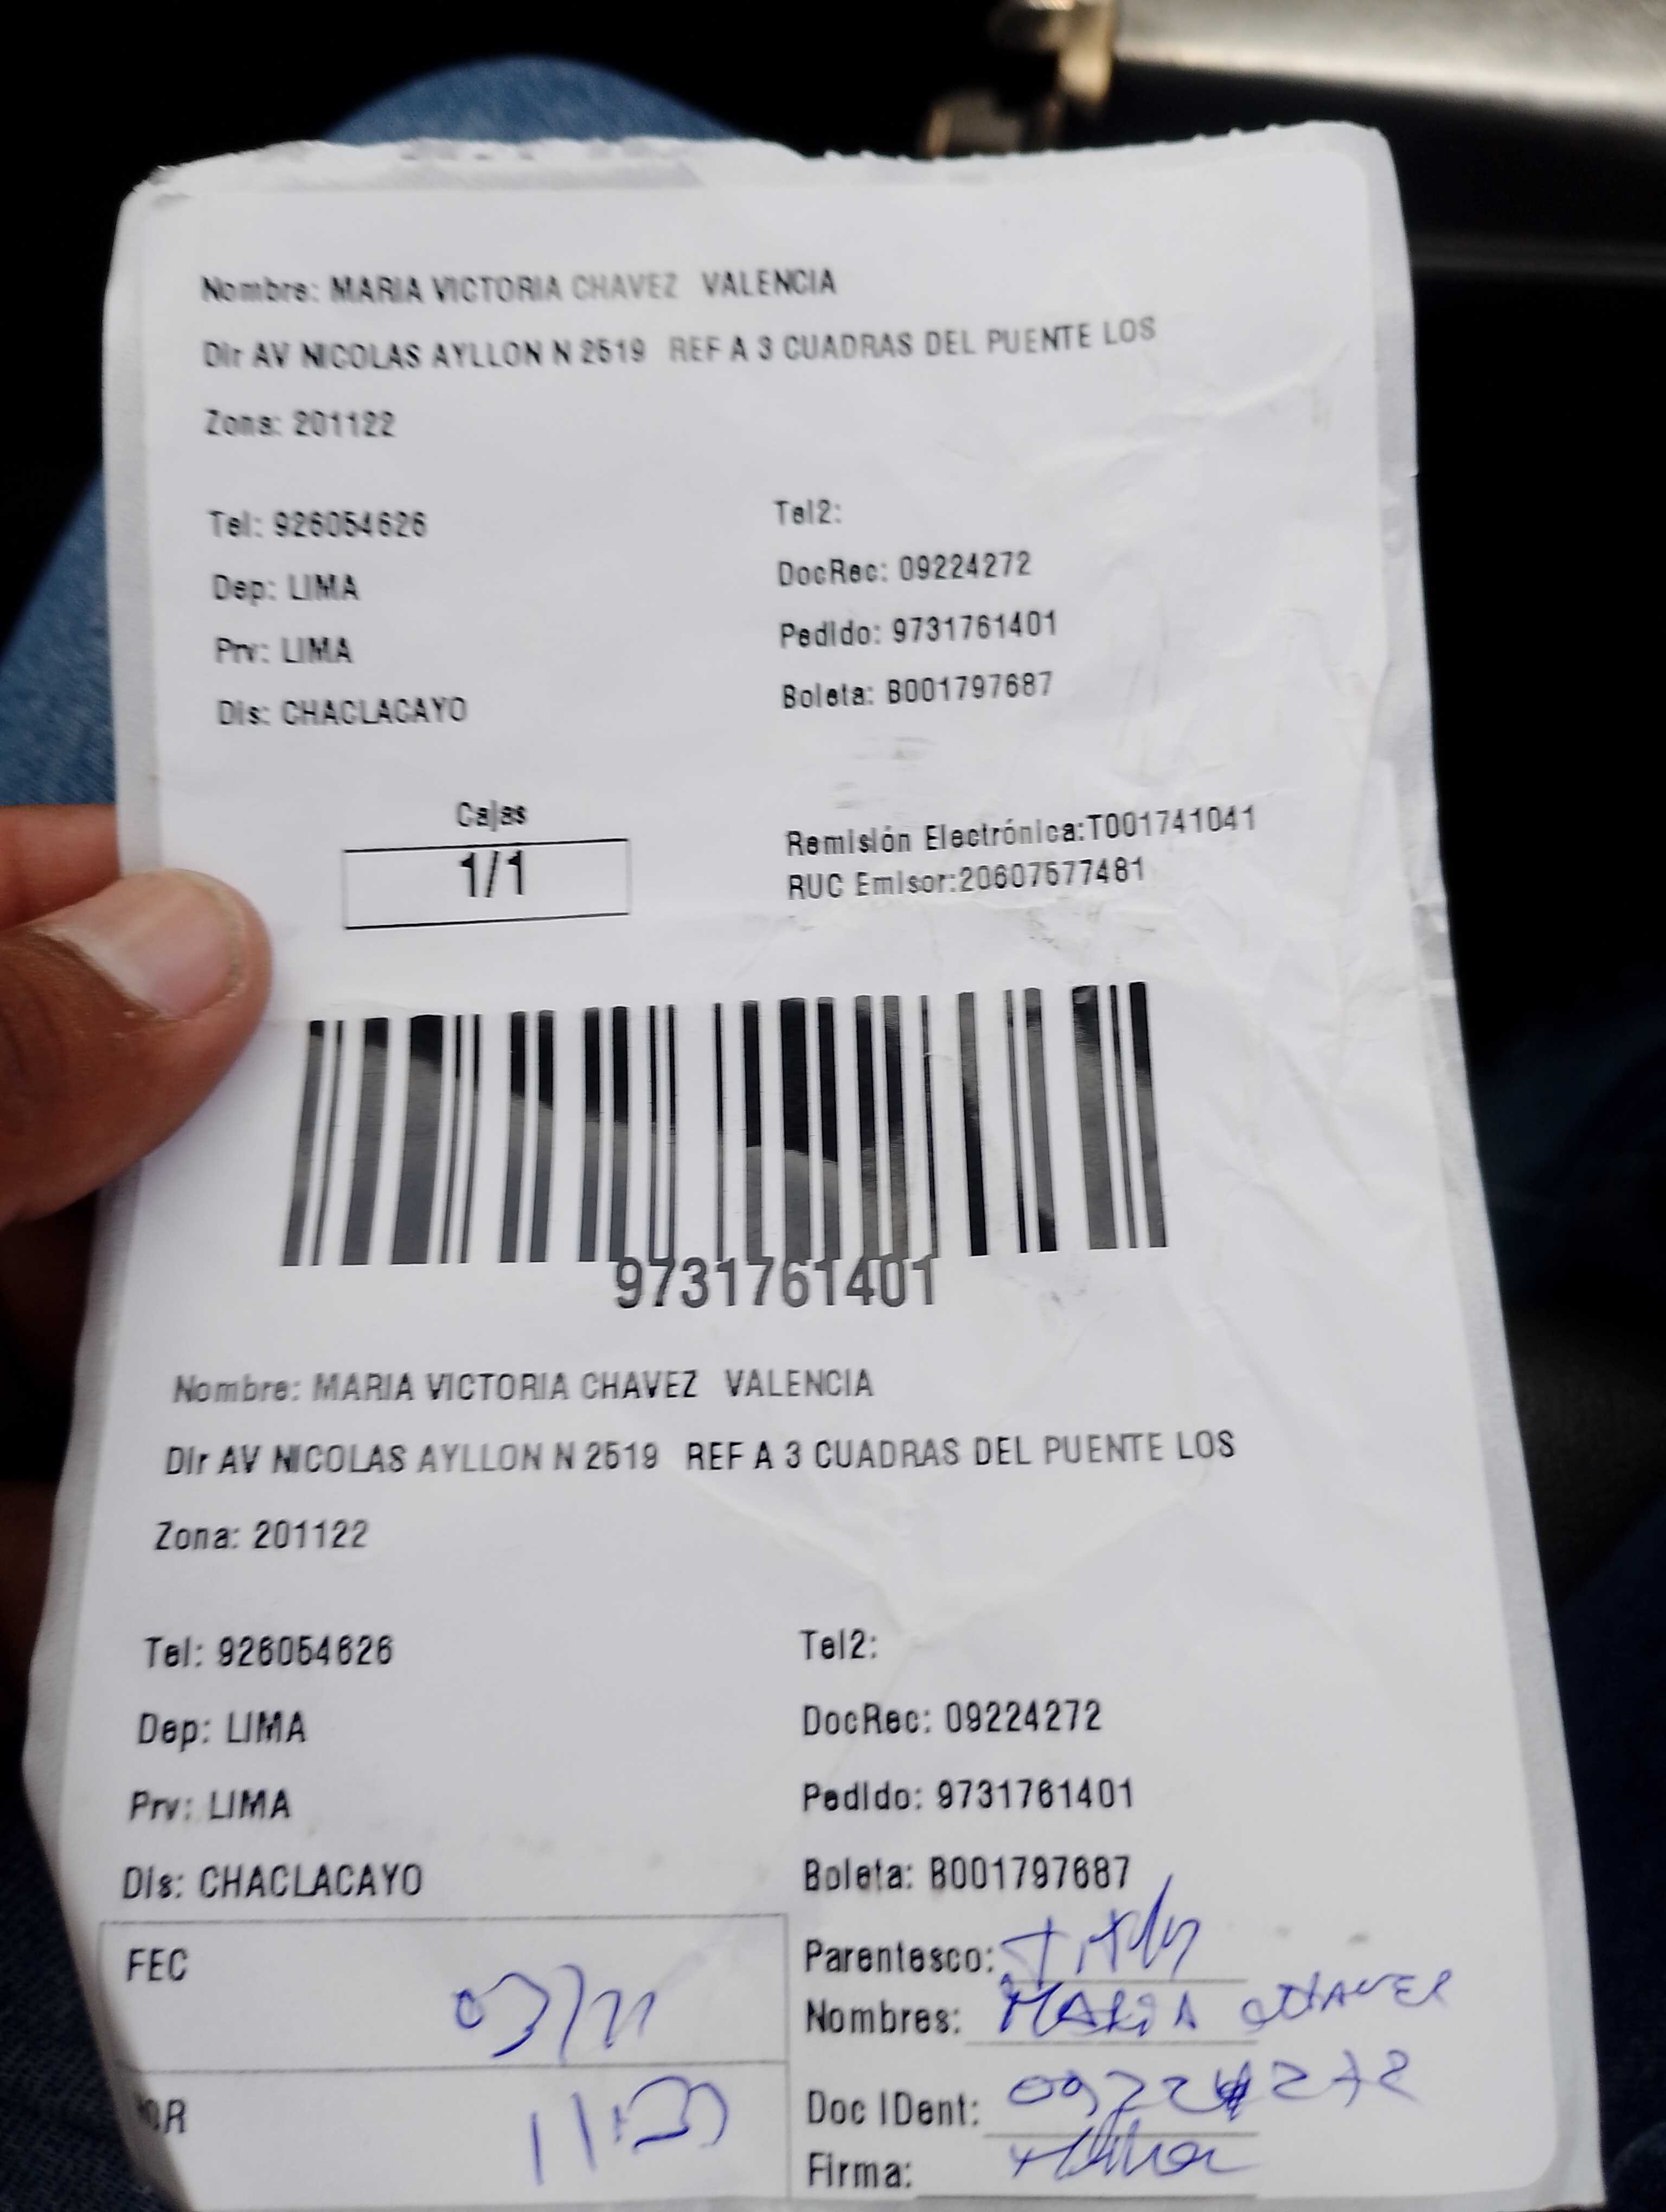 Nombre: MARIA VICTORIA CHAVEZ VALENCIA
Dir AV NICOLAS AYLLON N 2519 REF A 3 CUADRAS DEL PUENTE LOS
Zona: 201122
Tel: 926054626 Tel2:
Dep: LIMA DocRec: 09224272
Prv: LIMA Pedido: 9731761401
Dis: CHACLACAYO Boleta: B001797687
Cajas
1/1
Remisión Electrónica:T001741041
RUC Emisor:20607577481
9731761401
Nombre: MARIA VICTORIA CHAVEZ VALENCIA
Dir AV NICOLAS AYLLON N 2519 REF A 3 CUADRAS DEL PUENTE LOS
Zona: 201122
Tel: 926054626 Tel2:
Dep: LIMA DocRec: 09224272
Prv: LIMA Pedido: 9731761401
Dis: CHACLACAYO Boleta: B001797687
FEC 03/11
Parentesco:
Nombres: MARIA CHAVEZ
Doc IDent: 09224272
Firma: